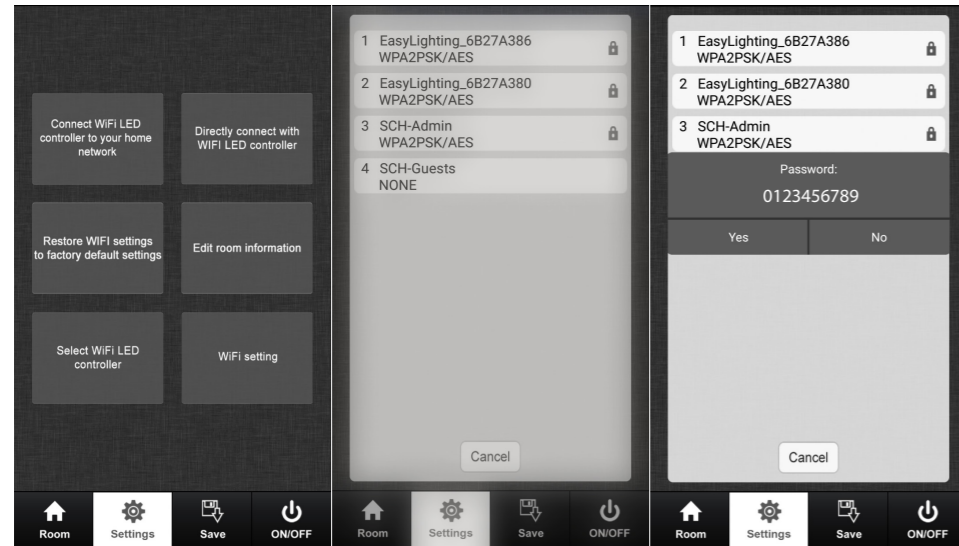 Connect WiFi LED
controller to your home
network
Directly connect with
WIFI LED controller
Restore WIFI settings
to factory default settings
Edit room information
Select WiFi LED
controller
WiFi setting
Room
Settings
Save
ON/OFF
1 EasyLighting_6B27A386
WPA2PSK/AES
2 EasyLighting_6B27A380
WPA2PSK/AES
3 SCH-Admin
WPA2PSK/AES
4 SCH-Guests
NONE
Cancel
Room
Settings
Save
ON/OFF
1 EasyLighting_6B27A386
WPA2PSK/AES
2 EasyLighting_6B27A380
WPA2PSK/AES
3 SCH-Admin
WPA2PSK/AES
Password:
0123456789
Yes
No
Cancel
Room
Settings
Save
ON/OFF